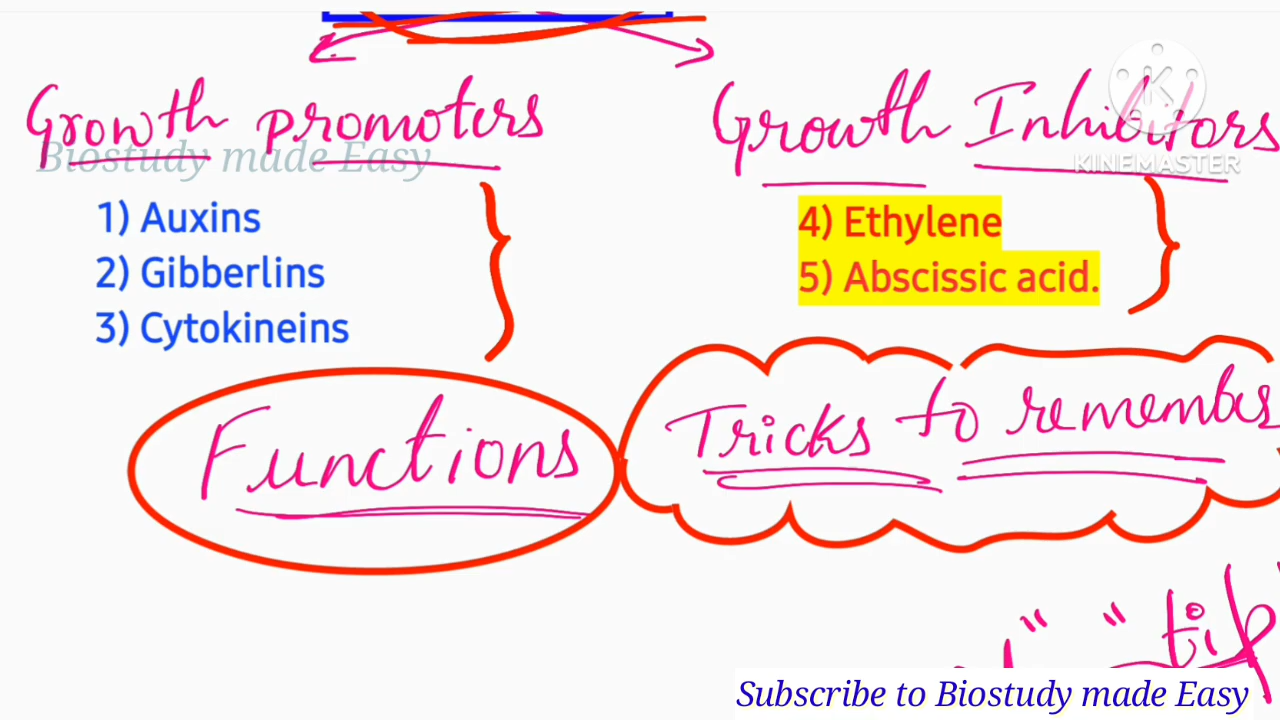 Growth promoters
Growth Inhibitors
Biostudy made Easy
KINEMASTER
1) Auxins
2) Gibberlins
3) Cytokineins
4) Ethylene
5) Abscissic acid.
Functions
Tricks to remember
" " tip
Subscribe to Biostudy made Easy